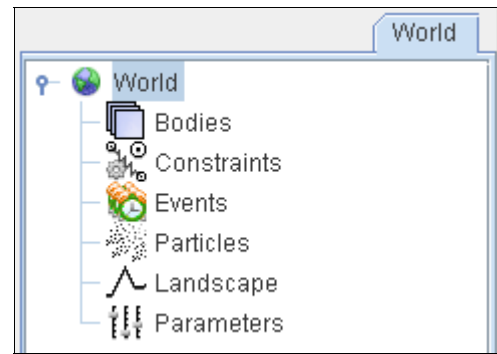 World
World
Bodies
Constraints
Events
Particles
Landscape
Parameters